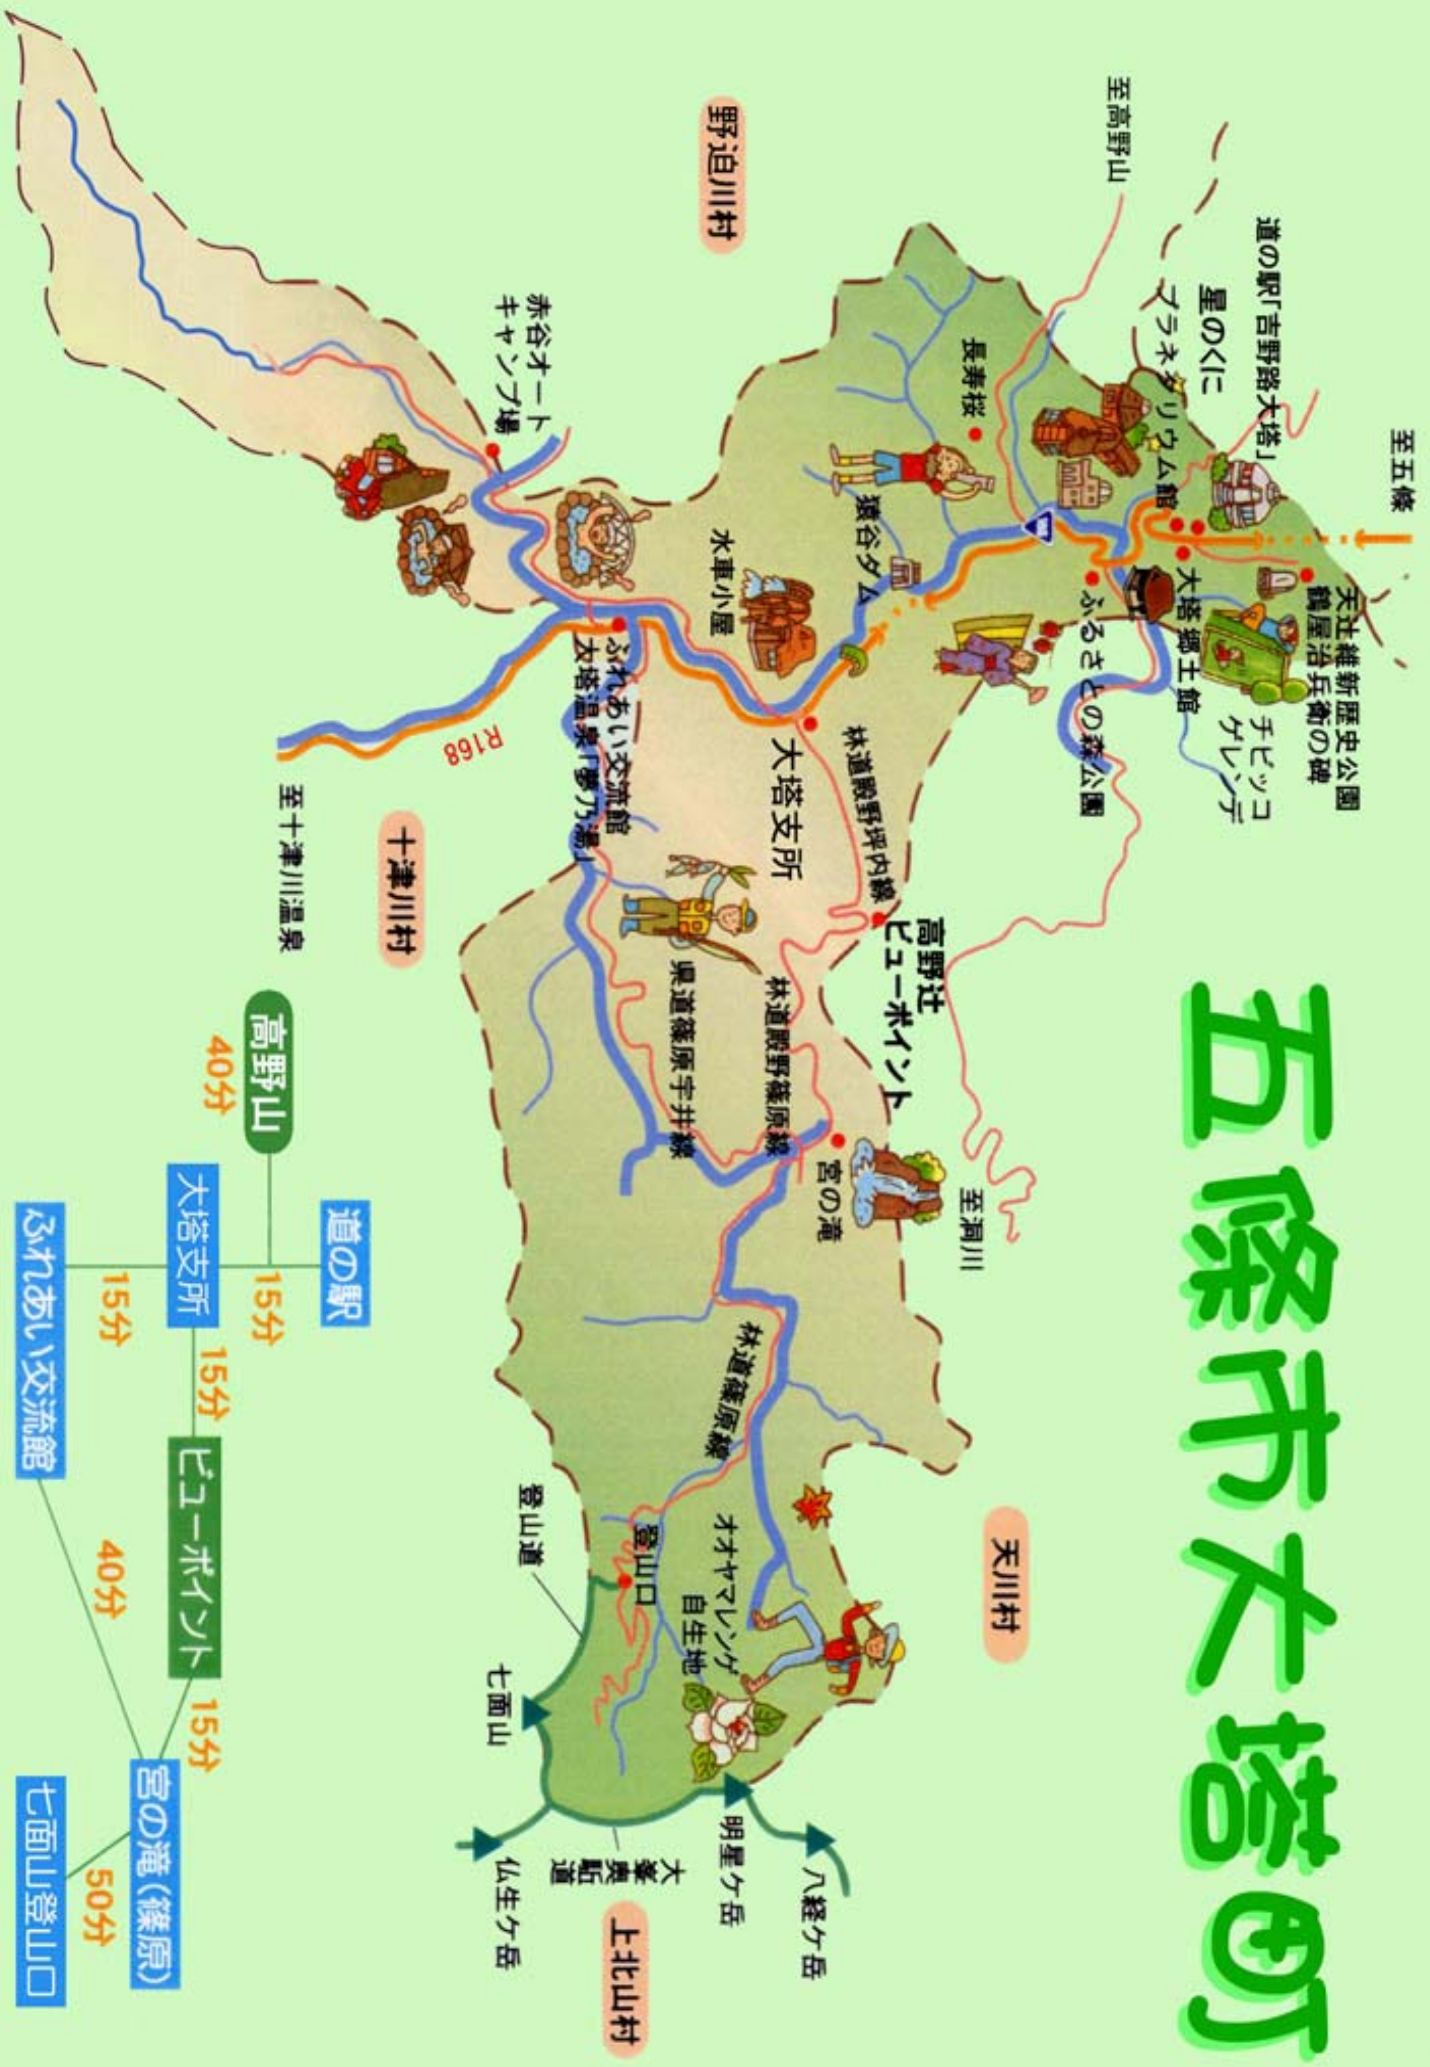 五條市大塔町
至五條
道の駅「吉野路大塔」
星のくに
プラネタリウム館
至高野山
天辻維新歴史公園
鶴屋治兵衛の碑
チビッコ
ゲレンデ
大塔郷土館
ふるさとの森公園
長寿桜
猿谷ダム
野迫川村
水車小屋
林道殿野坪内線
大塔支所
高野辻
ビューポイント
至洞川
宮の滝
林道殿野篠原線
県道篠原宇井線
赤谷オート
キャンプ場
ふれあい交流館
大塔温泉「夢乃湯」
R168
至十津川温泉
十津川村
天川村
林道篠原線
オオヤマレンゲ
自生地
登山口
登山道
七面山
明星ケ岳
八経ケ岳
大峯奥駈道
仏生ケ岳
上北山村
高野山
40分
道の駅
15分
大塔支所
15分
ビューポイント
15分
宮の滝(篠原)
15分
ふれあい交流館
40分
50分
七面山登山口